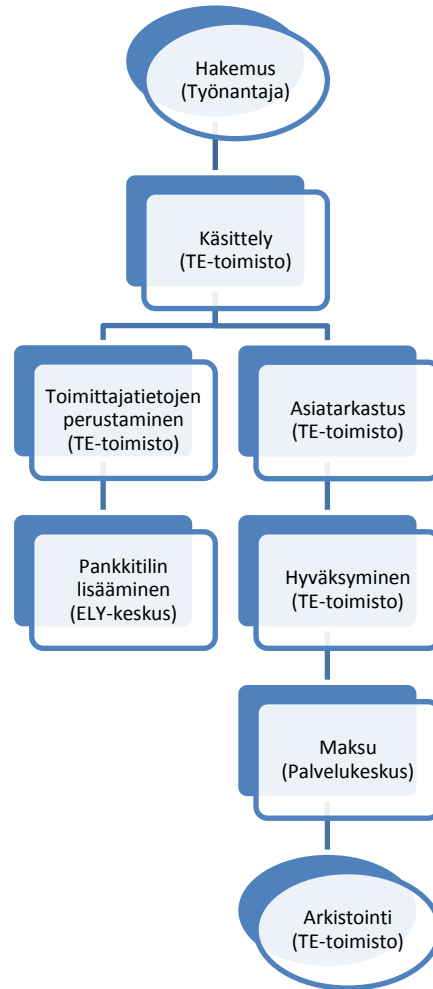 Hakemus
(Työnantaja)
Käsittely
(TE-toimisto)
Toimittajatietojen
perustaminen
(TE-toimisto)
Asiatarkastus
(TE-toimisto)
Pankkitilin
lisääminen
(ELY-keskus)
Hyväksyminen
(TE-toimisto)
Maksu
(Palvelukeskus)
Arkistointi
(TE-toimisto)